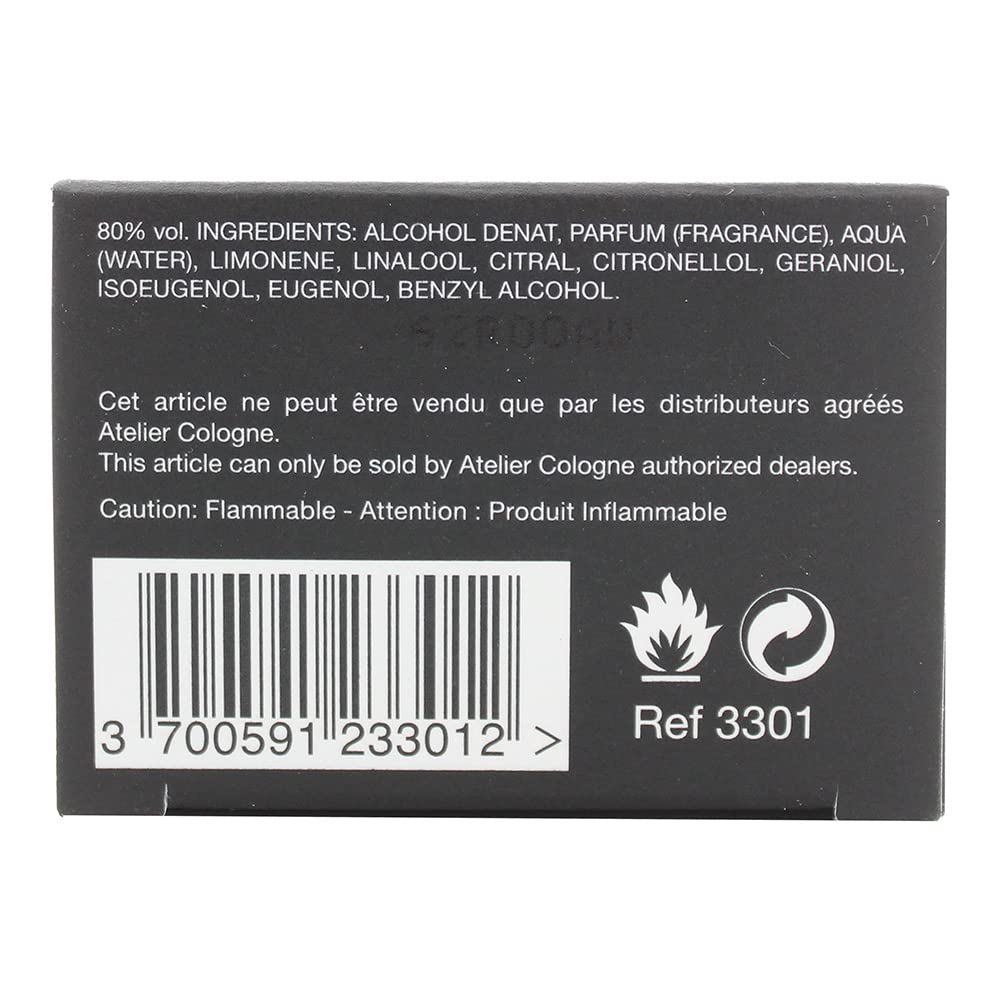 80% vol. INGREDIENTS: ALCOHOL DENAT, PARFUM (FRAGRANCE), AQUA
(WATER), LIMONENE, LINALOOL, CITRAL, CITRONELLOL, GERANIOL,
ISOEUGENOL, EUGENOL, BENZYL ALCOHOL.
Cet article ne peut être vendu que par les distributeurs agréés
Atelier Cologne.
This article can only be sold by Atelier Cologne authorized dealers.
Caution: Flammable - Attention : Produit Inflammable
3 700591 233012 >
Ref 3301